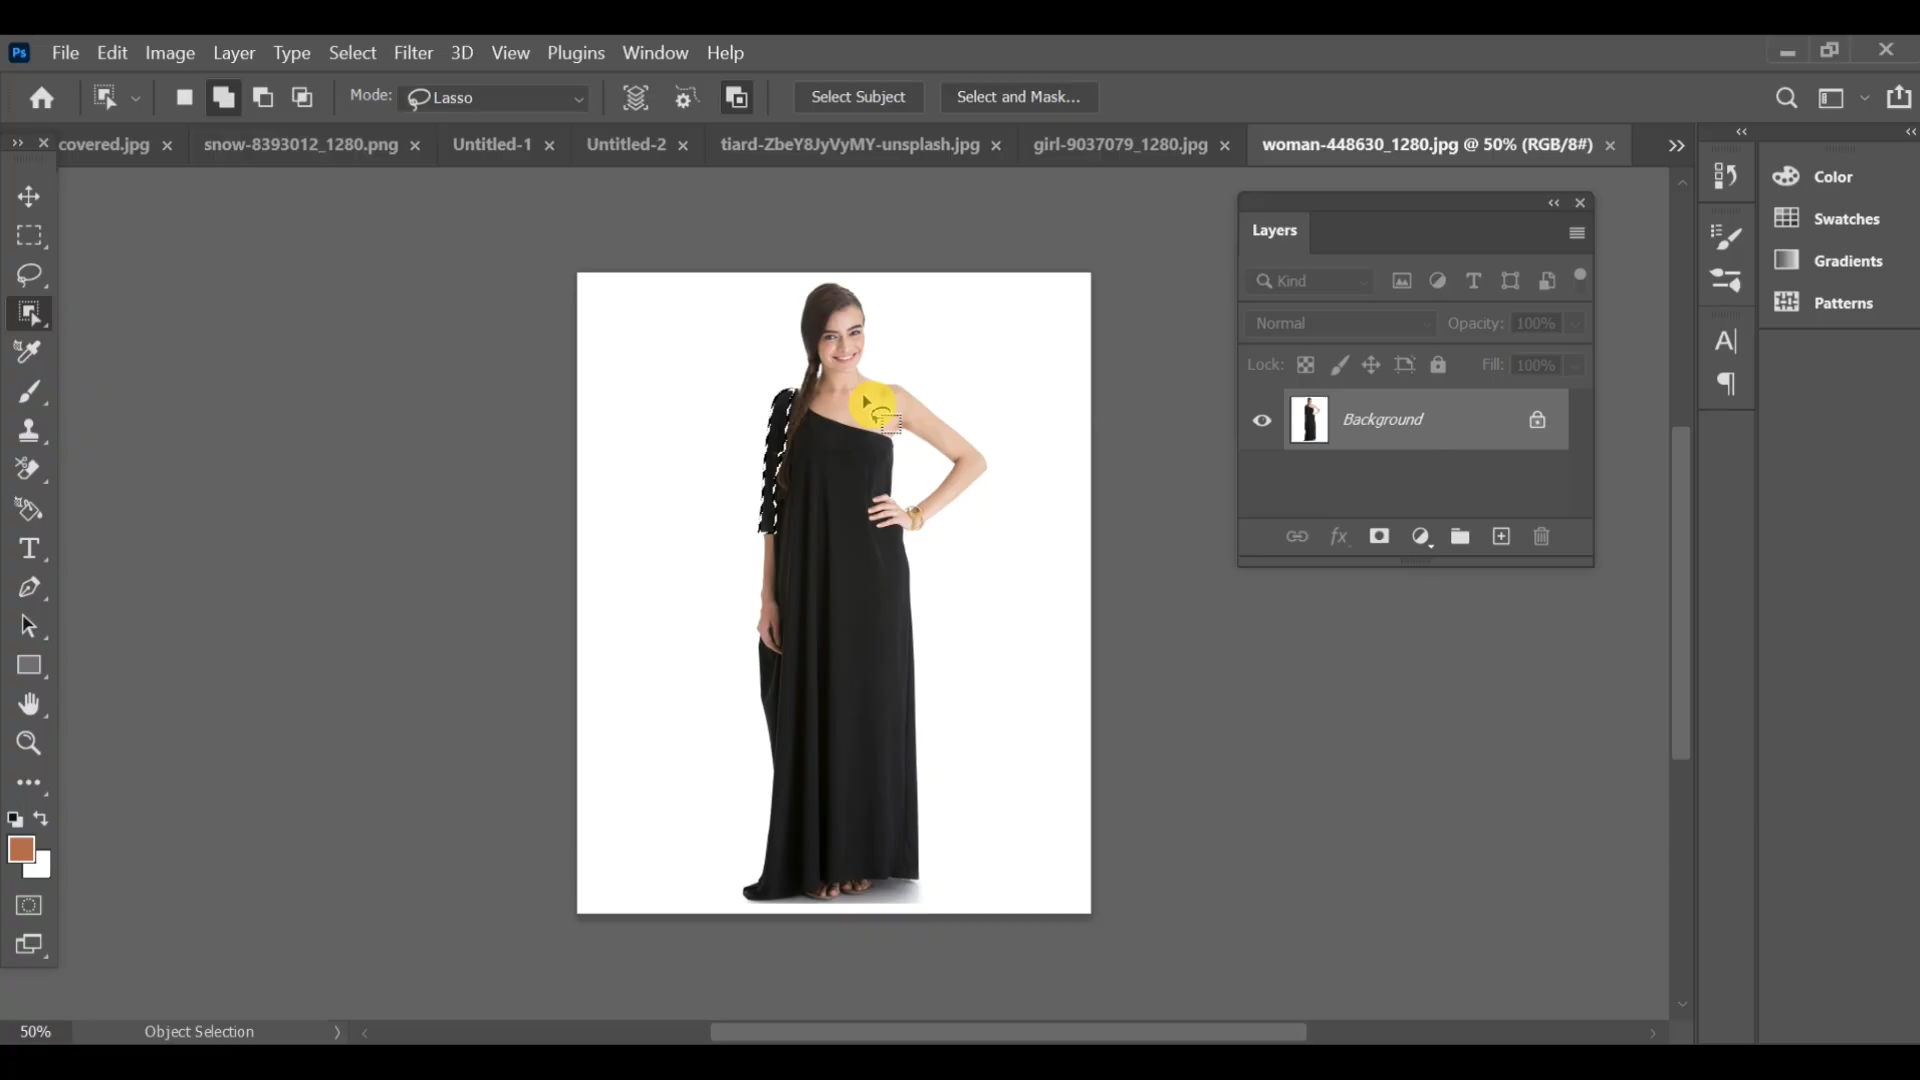 Ps File Edit Image Layer Type Select Filter 3D View Plugins Window Help
Mode: Lasso Select Subject Select and Mask...
covered.jpg × snow-8393012_1280.png × Untitled-1 × Untitled-2 × tiard-ZbeY8JyVyMY-unsplash.jpg × girl-9037079_1280.jpg × woman-448630_1280.jpg @ 50% (RGB/8#) ×
Color
Swatches
Gradients
Patterns
Layers
Kind
Normal Opacity: 100%
Lock: Fill: 100%
Background
fx
50% Object Selection